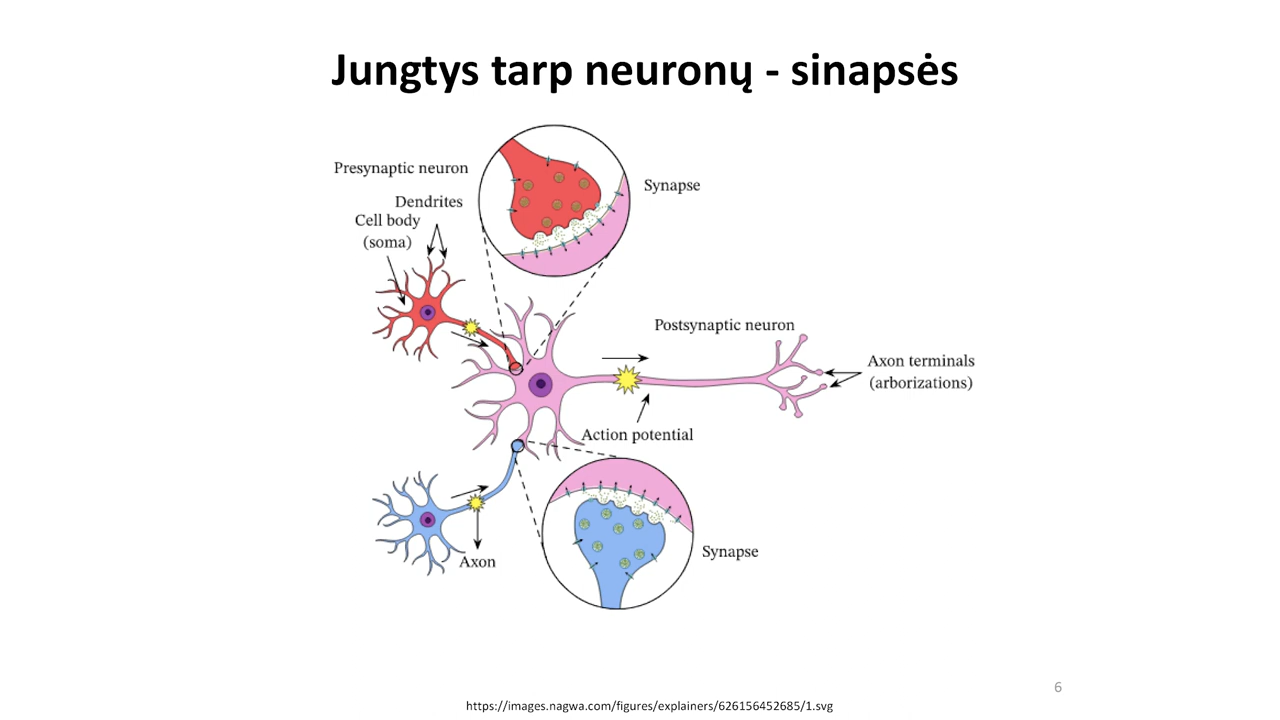 Jungtys tarp neuronų - sinapsės
Presynaptic neuron
Synapse
Dendrites
Cell body
(soma)
Postsynaptic neuron
Axon terminals
(arborizations)
Action potential
Synapse
Axon
6
https://images.nagwa.com/figures/explainers/626156452685/1.svg